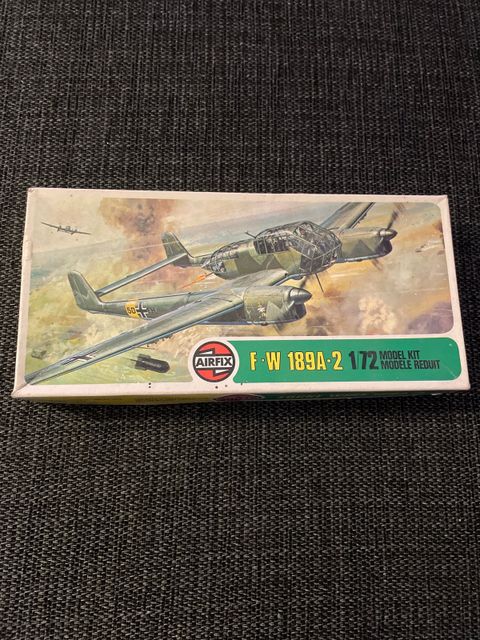 AIRFIX
F·W 189A·2 1/72 MODEL KIT
MODELE REDUIT